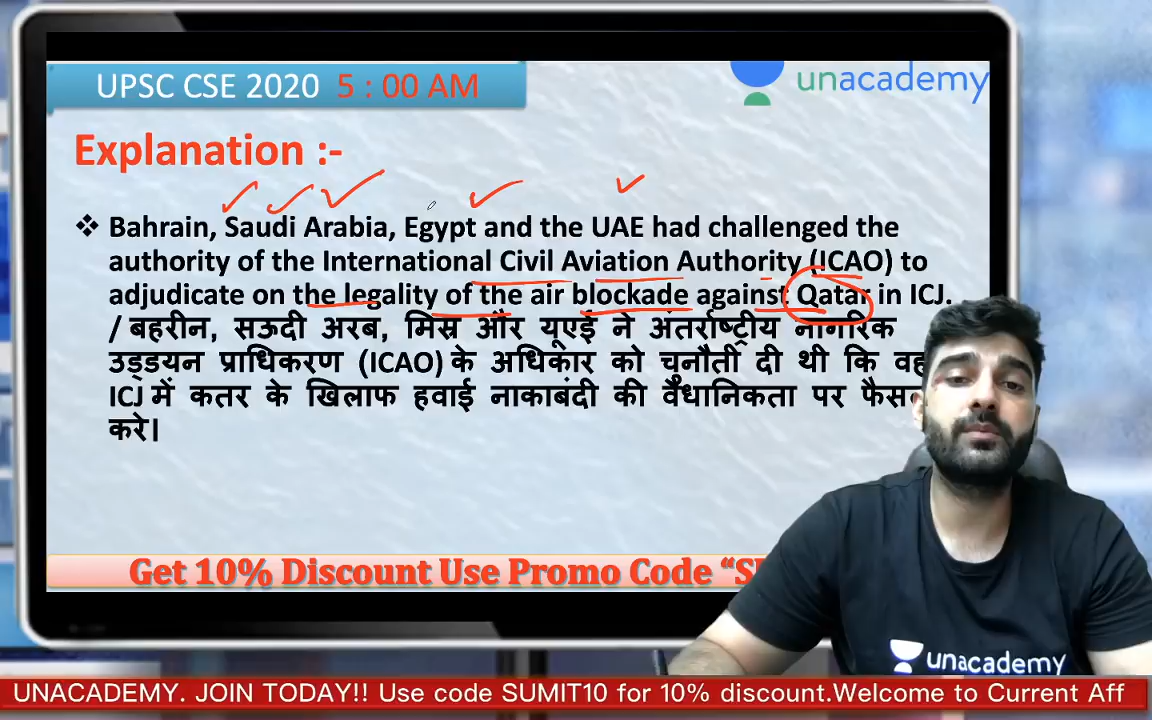 UPSC CSE 2020 5 : 00 AM
unacademy
Explanation :-
❖ Bahrain, Saudi Arabia, Egypt and the UAE had challenged the
authority of the International Civil Aviation Authority (ICAO) to
adjudicate on the legality of the air blockade against Qatar in ICJ.
/ बहरीन, सऊदी अरब, मिस्र और यूएई ने अंतर्राष्ट्रीय नागरिक
उड्डयन प्राधिकरण (ICAO) के अधिकार को चुनौती दी थी कि वह
ICJ में कतर के खिलाफ हवाई नाकाबंदी की वैधानिकता पर
करे।
Get 10% Discount Use Promo Code
unacademy
UNACADEMY. JOIN TODAY!! Use code SUMIT10 for 10% discount.Welcome to Current Aff